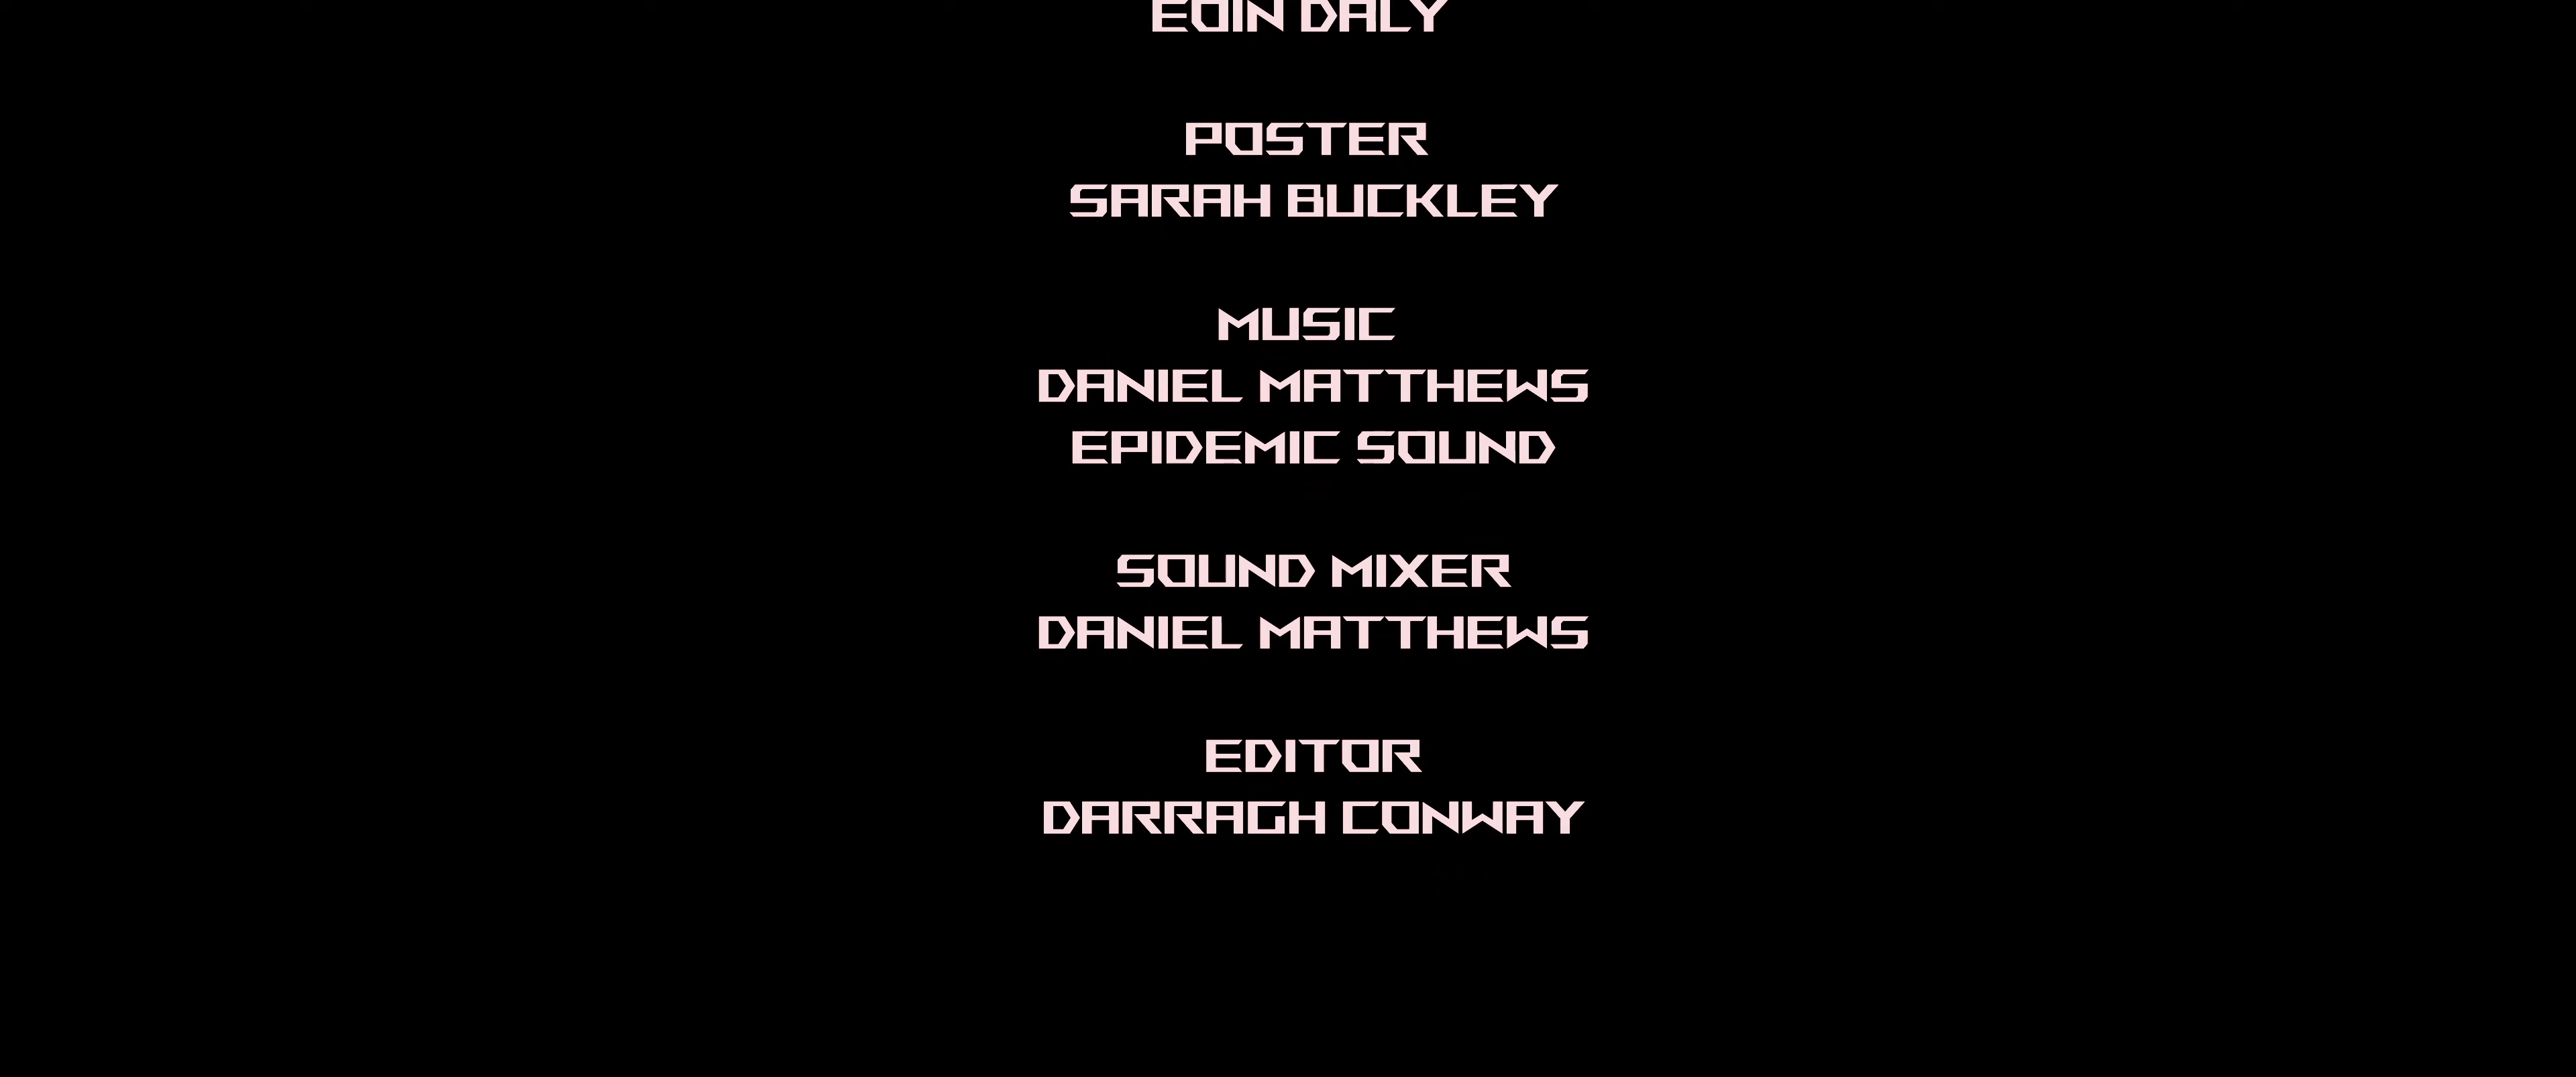 EOIN DALY
POSTER
SARAH BUCKLEY
MUSIC
DANIEL MATTHEWS
EPIDEMIC SOUND
SOUND MIXER
DANIEL MATTHEWS
EDITOR
DARRAGH CONWAY